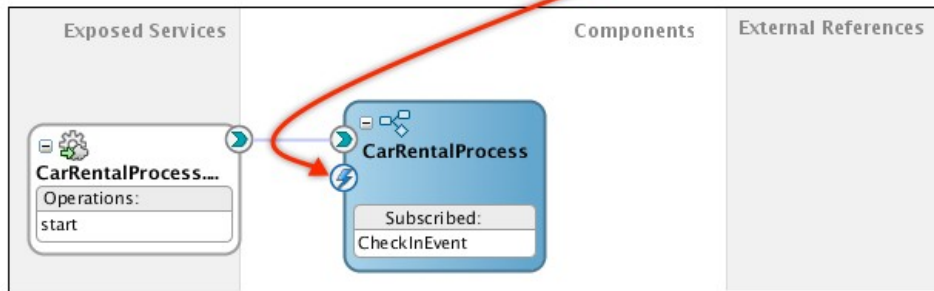 Exposed Services
Components
External References
CarRentalProcess....
Operations:
start
CarRentalProcess
Subscribed:
CheckInEvent